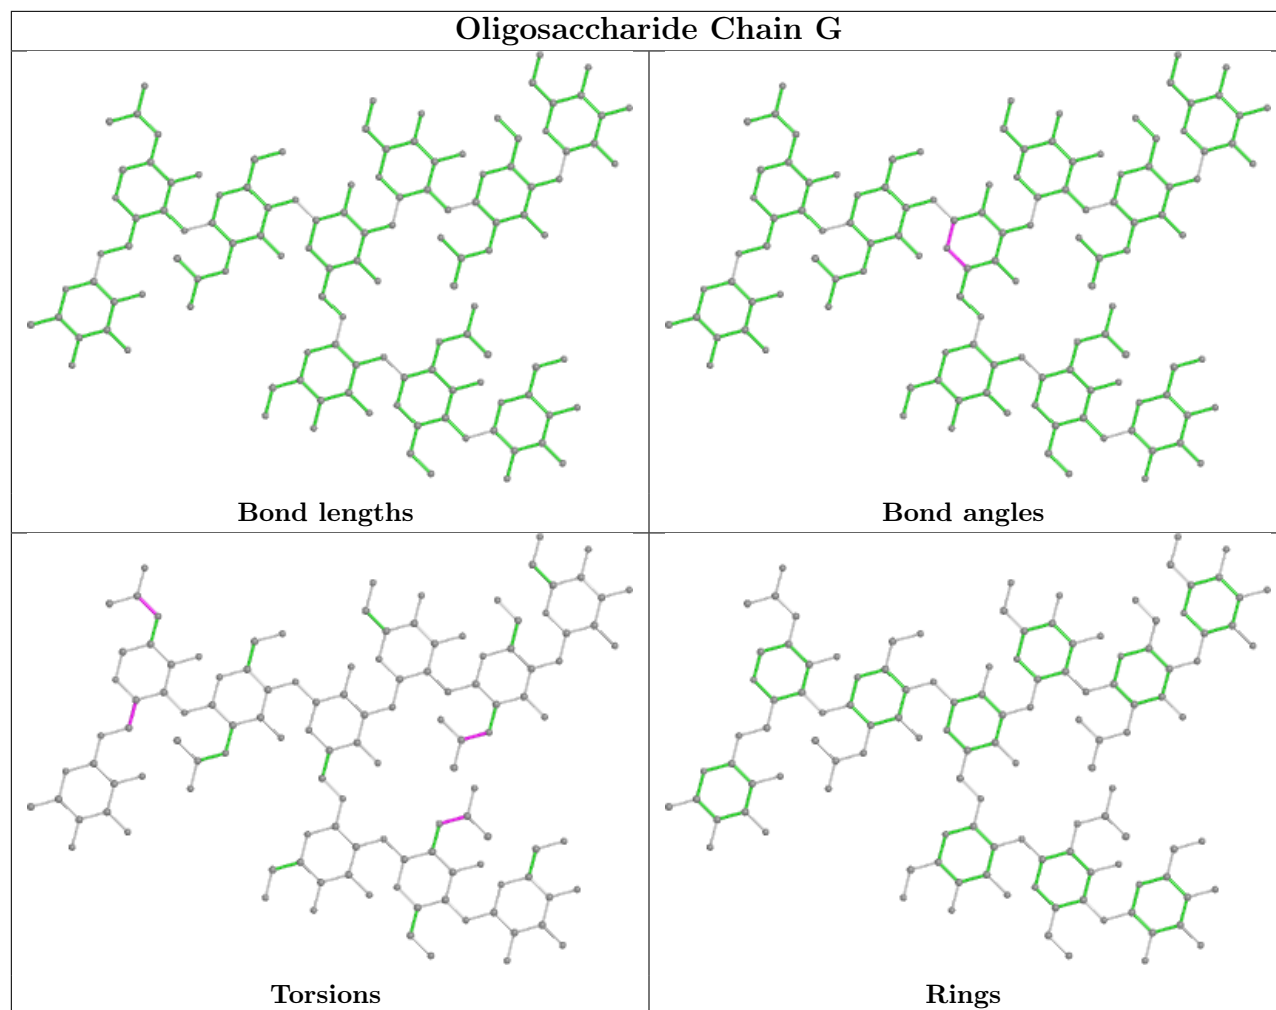 Oligosaccharide Chain G
Bond lengths
Bond angles
Torsions
Rings